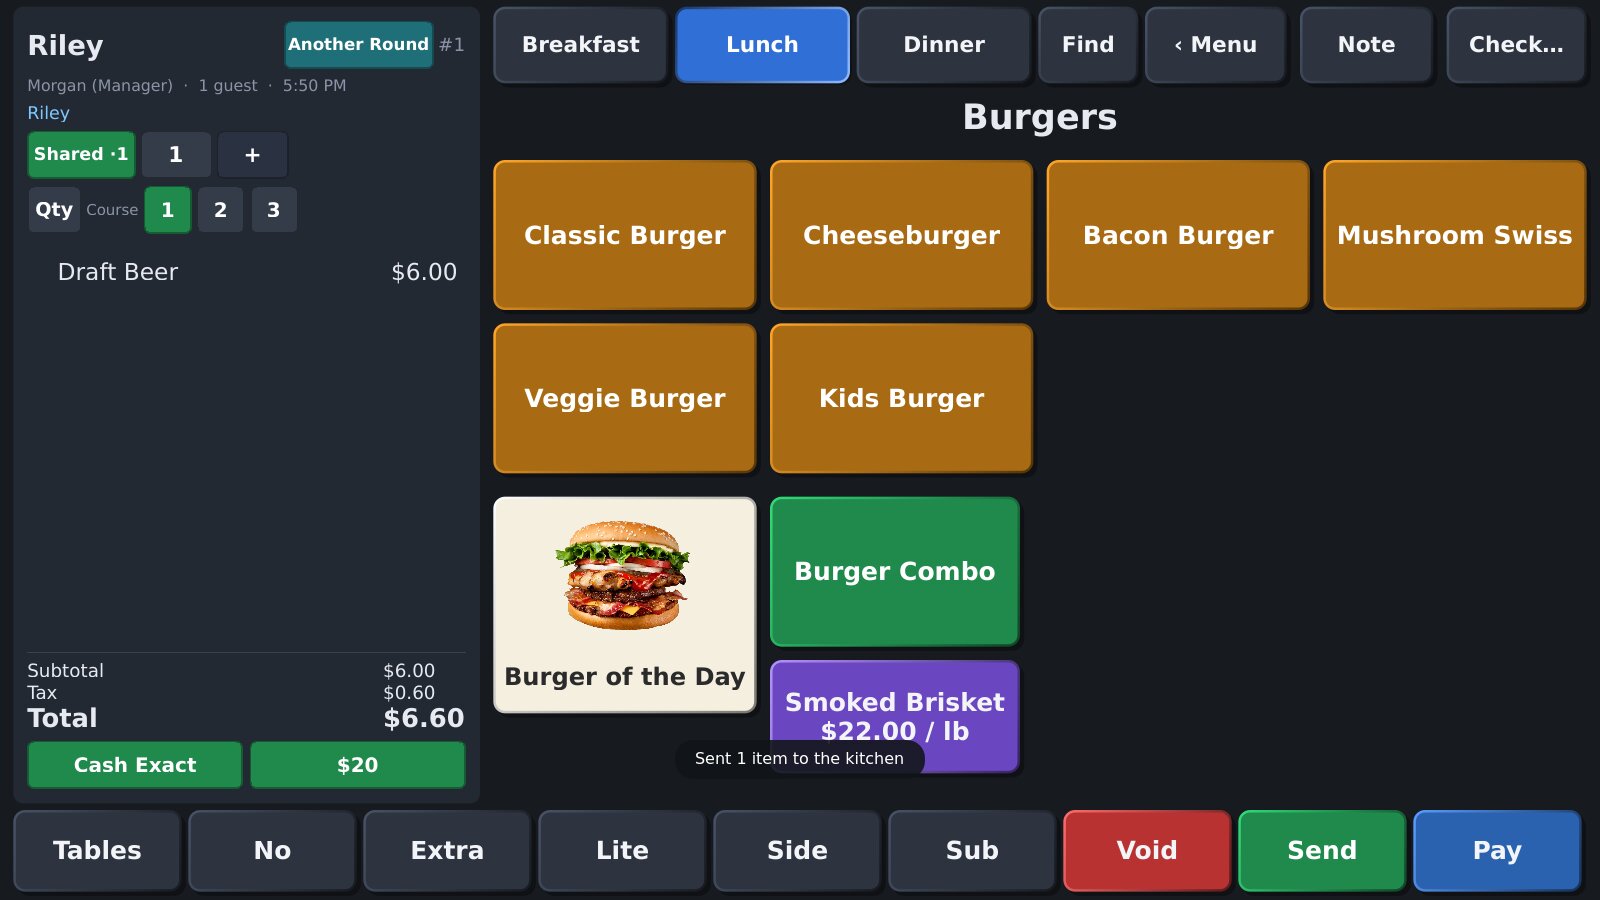 Riley
Another Round
#1
Morgan (Manager) · 1 guest · 5:50 PM
Riley
Shared ·1
1
+
Qty
Course
1
2
3
Draft Beer $6.00
Subtotal $6.00
Tax $0.60
Total $6.60
Cash Exact
$20
Breakfast
Lunch
Dinner
Find
‹ Menu
Note
Check…
Burgers
Classic Burger
Cheeseburger
Bacon Burger
Mushroom Swiss
Veggie Burger
Kids Burger
Burger of the Day
Burger Combo
Smoked Brisket
$22.00 / lb
Sent 1 item to the kitchen
Tables
No
Extra
Lite
Side
Sub
Void
Send
Pay